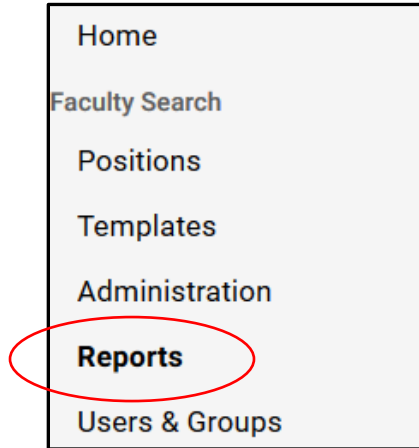 Home
Faculty Search
Positions
Templates
Administration
Reports
Users & Groups